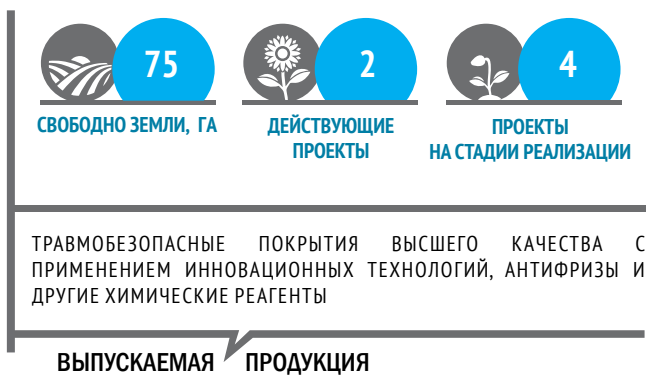 75 2 4
СВОБОДНО ЗЕМЛИ, ГА
ДЕЙСТВУЮЩИЕ
ПРОЕКТЫ
ПРОЕКТЫ
НА СТАДИИ РЕАЛИЗАЦИИ
ТРАВМОБЕЗОПАСНЫЕ ПОКРЫТИЯ ВЫСШЕГО КАЧЕСТВА С
ПРИМЕНЕНИЕМ ИННОВАЦИОННЫХ ТЕХНОЛОГИЙ, АНТИФРИЗЫ И
ДРУГИЕ ХИМИЧЕСКИЕ РЕАГЕНТЫ
ВЫПУСКАЕМАЯ ПРОДУКЦИЯ